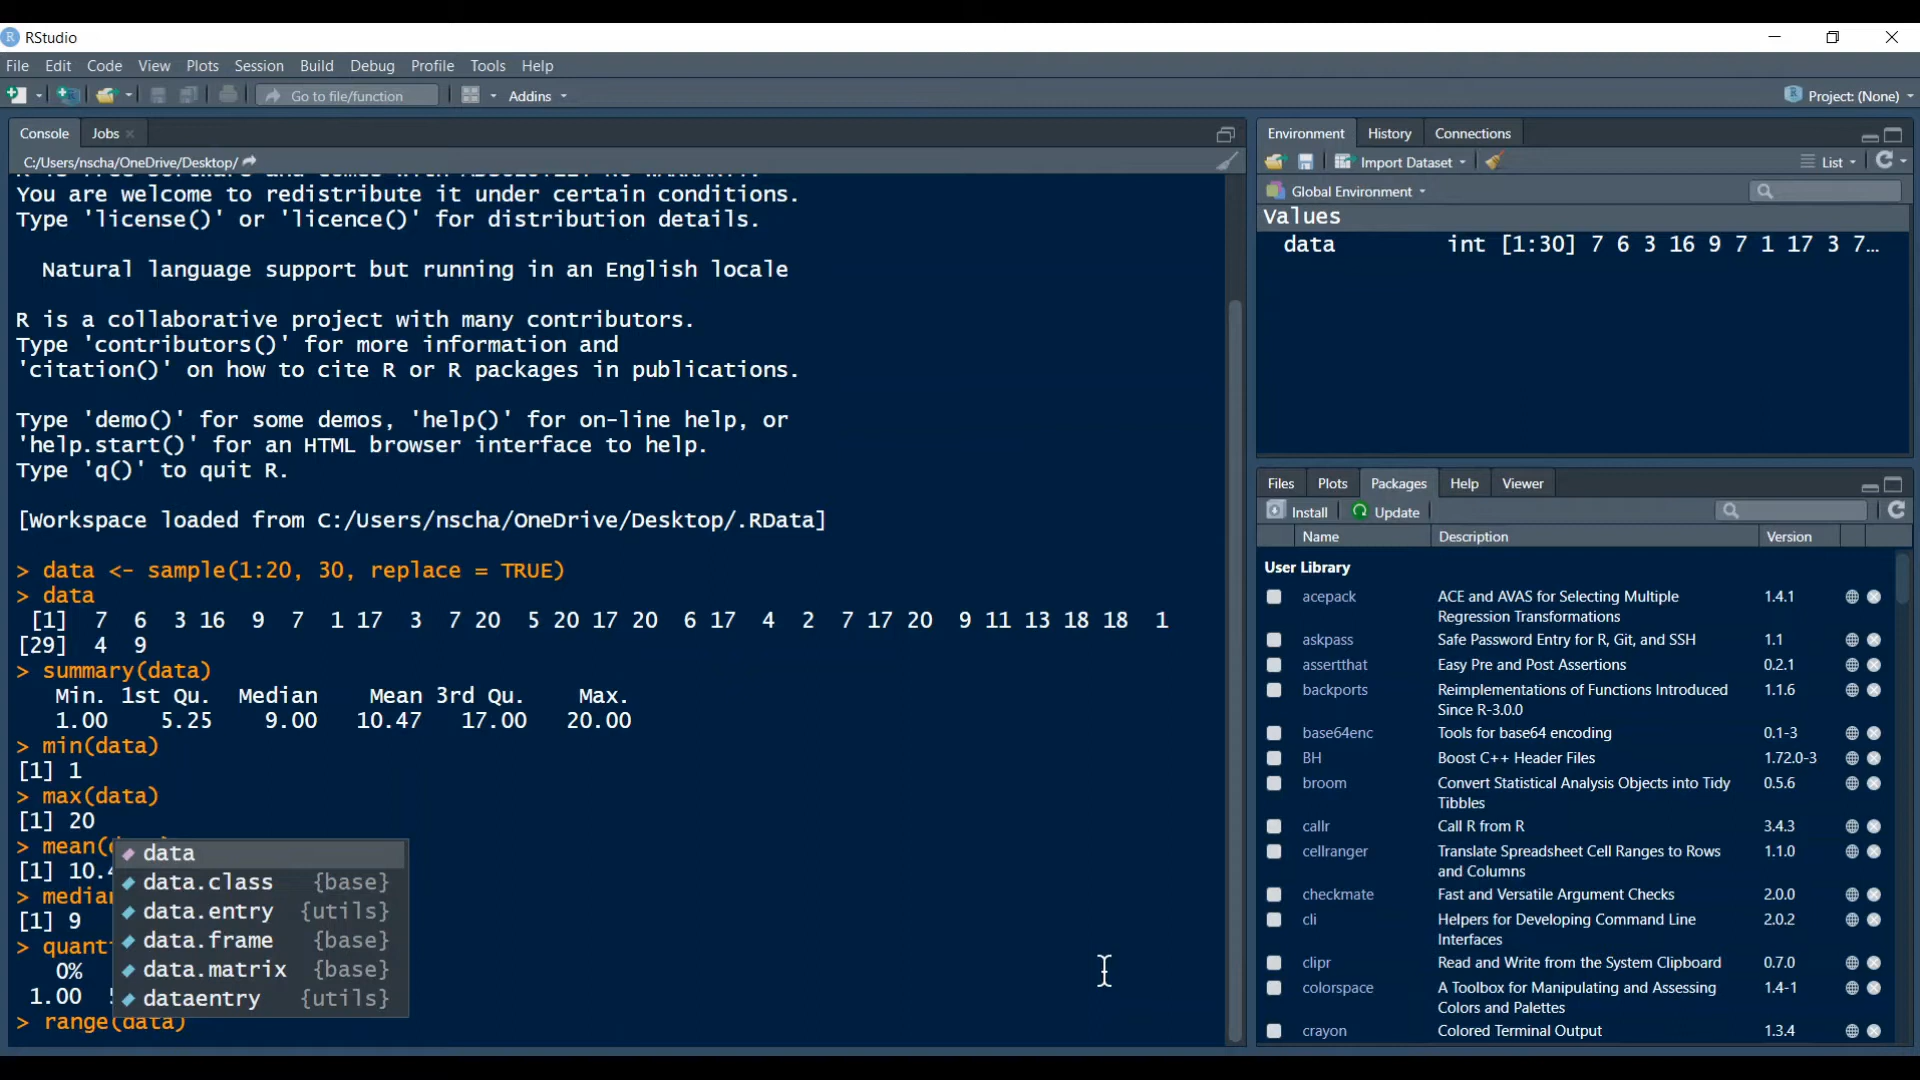 RStudio
File Edit Code View Plots Session Build Debug Profile Tools Help
Go to file/function Addins Project: (None)
Console Jobs
C:/Users/nscha/OneDrive/Desktop/
You are welcome to redistribute it under certain conditions.
Type 'license()' or 'licence()' for distribution details.
Natural language support but running in an English locale
R is a collaborative project with many contributors.
Type 'contributors()' for more information and
'citation()' on how to cite R or R packages in publications.
Type 'demo()' for some demos, 'help()' for on-line help, or
'help.start()' for an HTML browser interface to help.
Type 'q()' to quit R.
[Workspace loaded from C:/Users/nscha/OneDrive/Desktop/.RData]
> data <- sample(1:20, 30, replace = TRUE)
> data
[1] 7 6 3 16 9 7 1 17 3 7 20 5 20 17 20 6 17 4 2 7 17 20 9 11 13 18 18 1
[29] 4 9
> summary(data)
Min. 1st Qu. Median Mean 3rd Qu. Max.
1.00 5.25 9.00 10.47 17.00 20.00
> min(data)
[1] 1
> max(data)
[1] 20
> mean(
[1] 10.4
> median
[1] 9
> quant
0%
1.00
> range(data)
data
data.class {base}
data.entry {utils}
data.frame {base}
data.matrix {base}
dataentry {utils}
Environment History Connections
Import Dataset List
Global Environment
Values
data int [1:30] 7 6 3 16 9 7 1 17 3 7…
Files Plots Packages Help Viewer
Install Update
Name Description Version
User Library
acepack ACE and AVAS for Selecting Multiple 1.4.1
Regression Transformations
askpass Safe Password Entry for R, Git, and SSH 1.1
assertthat Easy Pre and Post Assertions 0.2.1
backports Reimplementations of Functions Introduced 1.1.6
Since R-3.0.0
base64enc Tools for base64 encoding 0.1-3
BH Boost C++ Header Files 1.72.0-3
broom Convert Statistical Analysis Objects into Tidy 0.5.6
Tibbles
callr Call R from R 3.4.3
cellranger Translate Spreadsheet Cell Ranges to Rows 1.1.0
and Columns
checkmate Fast and Versatile Argument Checks 2.0.0
cli Helpers for Developing Command Line 2.0.2
Interfaces
clipr Read and Write from the System Clipboard 0.7.0
colorspace A Toolbox for Manipulating and Assessing 1.4-1
Colors and Palettes
crayon Colored Terminal Output 1.3.4